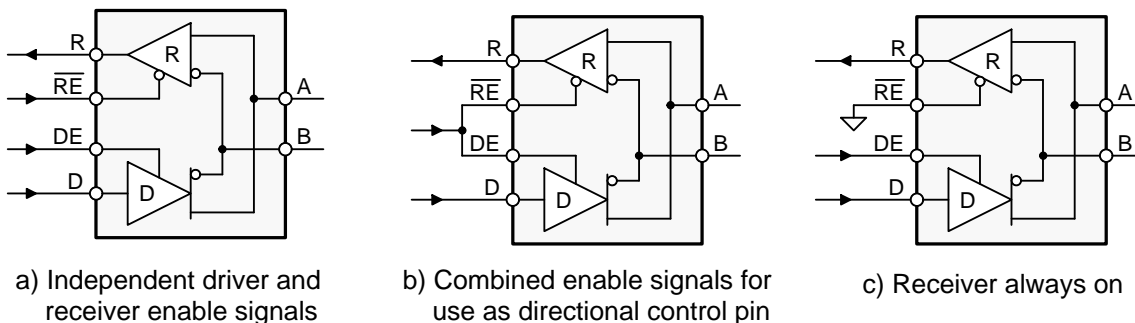 R
R
RE
DE
D
D
A
B
a) Independent driver and
receiver enable signals
R
R
RE
DE
D
D
A
B
b) Combined enable signals for
use as directional control pin
R
R
RE
DE
D
D
A
B
c) Receiver always on